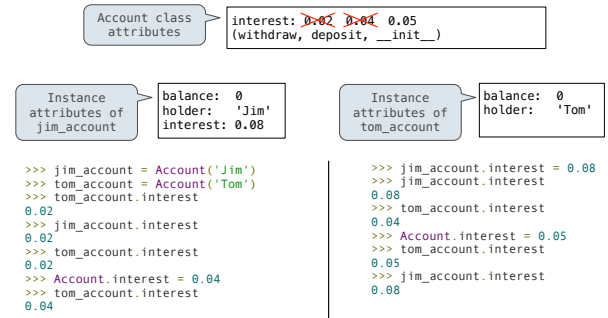 Account class
attributes
interest: 0.02 0.04 0.05
(withdraw, deposit, __init__)
Instance
attributes of
jim_account
balance: 0
holder: 'Jim'
interest: 0.08
Instance
attributes of
tom_account
balance: 0
holder: 'Tom'
>>> jim_account = Account('Jim')
>>> tom_account = Account('Tom')
>>> tom_account.interest
0.02
>>> jim_account.interest
0.02
>>> tom_account.interest
0.02
>>> Account.interest = 0.04
>>> tom_account.interest
0.04
>>> jim_account.interest = 0.08
>>> jim_account.interest
0.08
>>> tom_account.interest
0.04
>>> Account.interest = 0.05
>>> tom_account.interest
0.05
>>> jim_account.interest
0.08